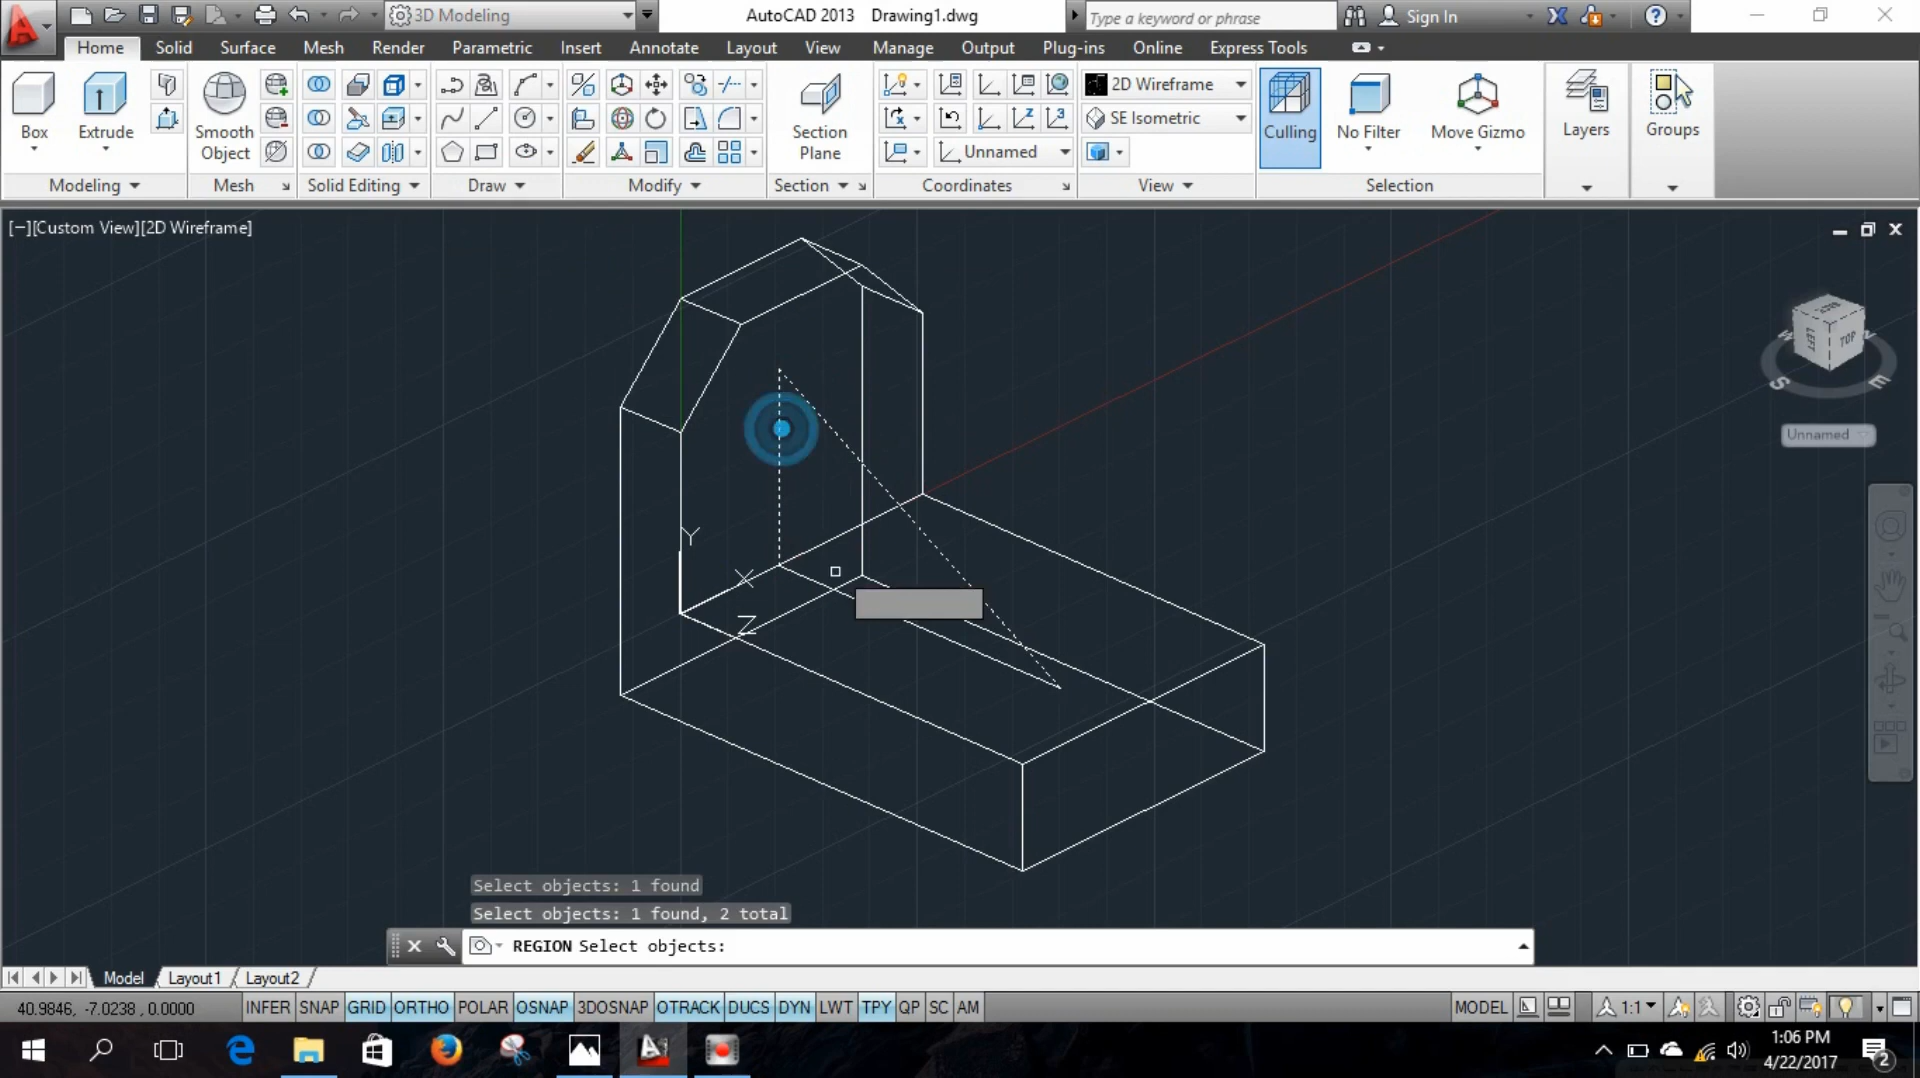 3D Modeling
AutoCAD 2013 Drawing1.dwg
Type a keyword or phrase
Sign In
Home Solid Surface Mesh Render Parametric Insert Annotate Layout View Manage Output Plug-ins Online Express Tools
Box
Extrude
Smooth
Object
Section
Plane
2D Wireframe
SE Isometric
Unnamed
Culling
No Filter
Move Gizmo
Layers
Groups
Modeling Mesh Solid Editing Draw Modify Section Coordinates View Selection
[−][Custom View][2D Wireframe]
LEFT
TOP
S
E
Unnamed
Y
X
Z
Select objects: 1 found
Select objects: 1 found, 2 total
REGION Select objects:
Model Layout1 Layout2
40.9846, -7.0238 , 0.0000
INFER SNAP GRID ORTHO POLAR OSNAP 3DOSNAP OTRACK DUCS DYN LWT TPY QP SC AM
MODEL
1:1
1:06 PM
4/22/2017
2